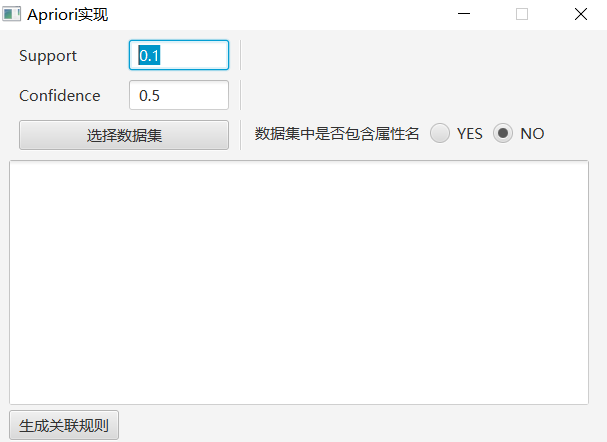 Apriori实现
Support 0.1
Confidence 0.5
选择数据集 数据集中是否包含属性名 YES NO
生成关联规则